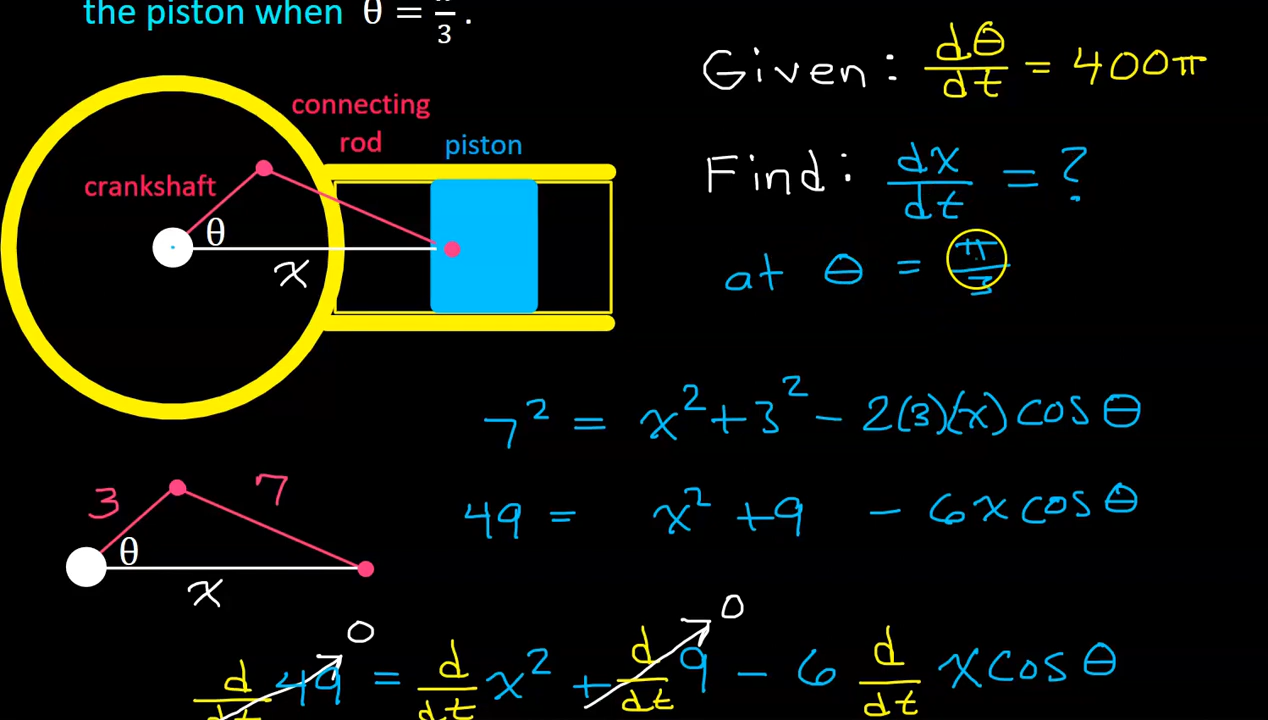 the piston when θ = π/3 .
Given: dθ/dt = 400π
connecting
rod
piston
crankshaft
θ
x
Find: dx/dt = ?
at θ = π/3
7² = x² + 3² - 2(3)(x) cos θ
49 = x² + 9 - 6x cos θ
3
7
θ
x
0
0
d/dt 49 = d/dt x² + d/dt 9 - 6 d/dt x cos θ